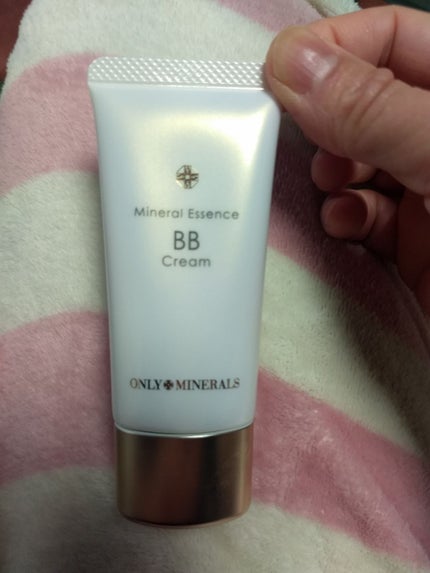 Mineral Essence
BB
Cream
ONLY MINERALS